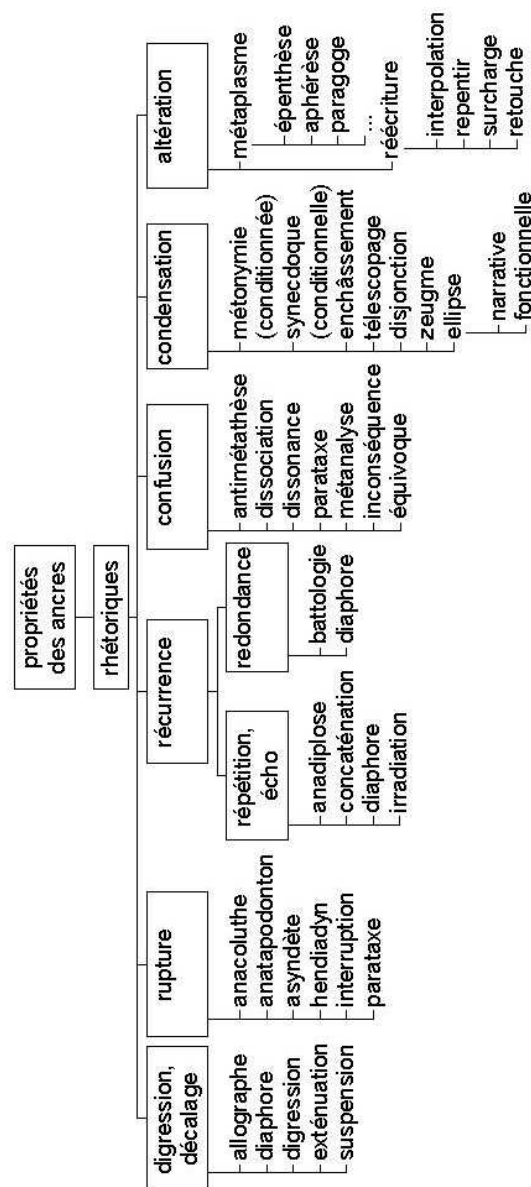 propriétés
des ancres
rhétoriques
digression,
décalage
allographe
diaphore
digression
exténuation
suspension
rupture
anacoluthe
anatapodonton
asyndète
hendiadyn
interruption
parataxe
récurrence
répétition,
écho
anadiplose
concaténation
diaphore
irradiation
redondance
battologie
diaphore
confusion
antimétathèse
dissociation
dissonance
parataxe
métanalyse
inconséquence
équivoque
condensation
métonymie
(conditionnée)
synecdoque
(conditionnelle)
enchâssement
télescopage
disjonction
zeugme
ellipse
narrative
fonctionnelle
altération
métaplasme
épenthèse
aphérèse
paragoge
...
réécriture
interpolation
repentir
surcharge
retouche